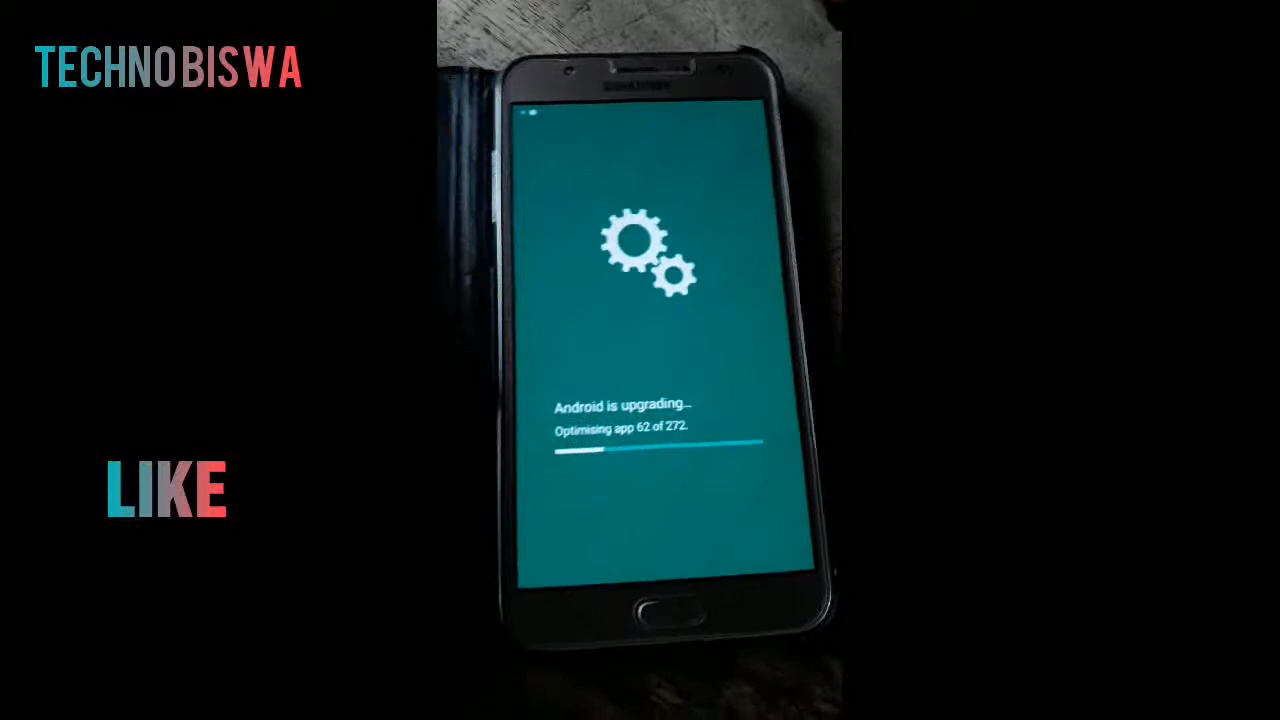 TECHNOBISWA
Android is upgrading...
Optimising app 62 of 272.
LIKE